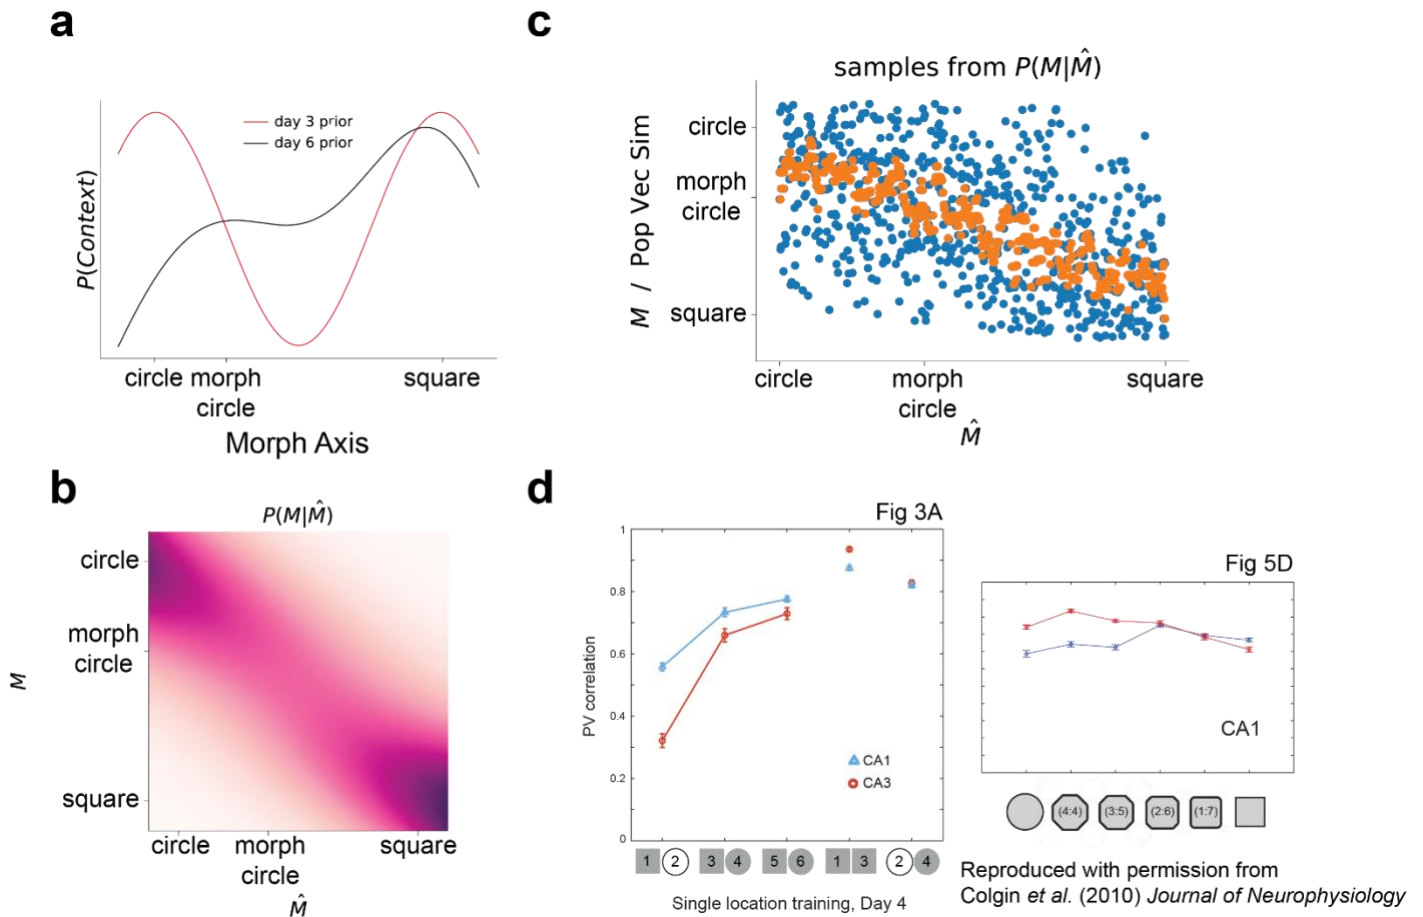 a
day 3 prior
day 6 prior
P(Context)
circle morph
circle
square
Morph Axis
b
P(M|M̂)
circle
morph
circle
square
M
circle
morph
circle
square
M̂
c
samples from P(M|M̂)
circle
morph
circle
square
M / Pop Vec Sim
circle
morph
circle
square
M̂
d
Fig 3A
1
0.8
0.6
0.4
0.2
0
PV correlation
CA1
CA3
1 2 3 4 5 6 1 3 2 4
Single location training, Day 4
Fig 5D
CA1
(4:4) (3:5) (2:6) (1:7)
Reproduced with permission from
Colgin et al. (2010) Journal of Neurophysiology